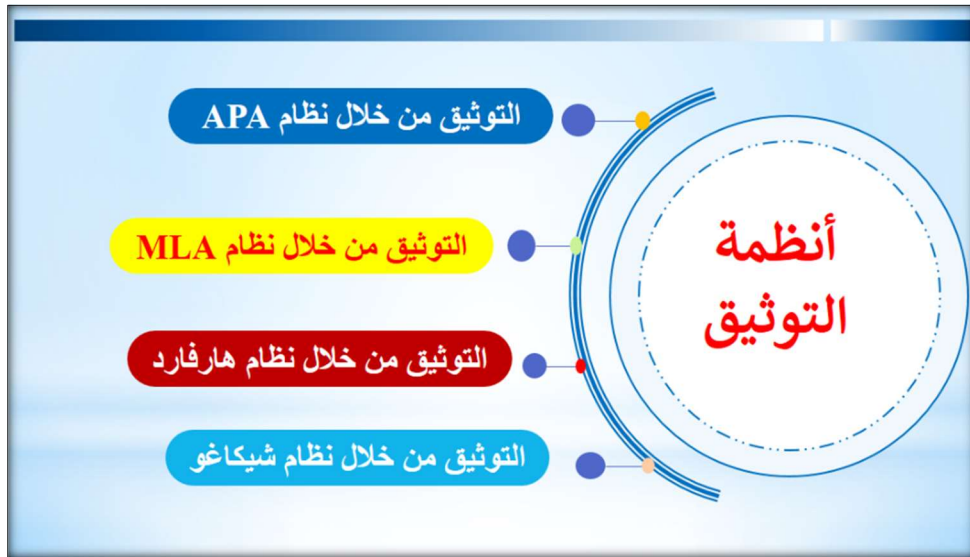 أنظمة
التوثيق
التوثيق من خلال نظام APA
التوثيق من خلال نظام MLA
التوثيق من خلال نظام هارفارد
التوثيق من خلال نظام شيكاغو